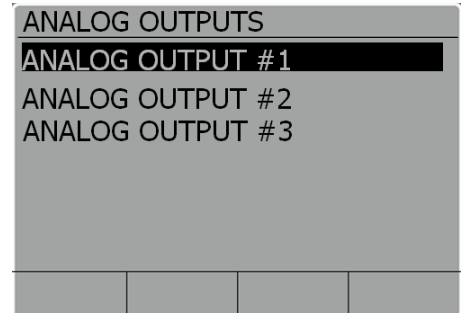 ANALOG OUTPUTS
ANALOG OUTPUT #1
ANALOG OUTPUT #2
ANALOG OUTPUT #3